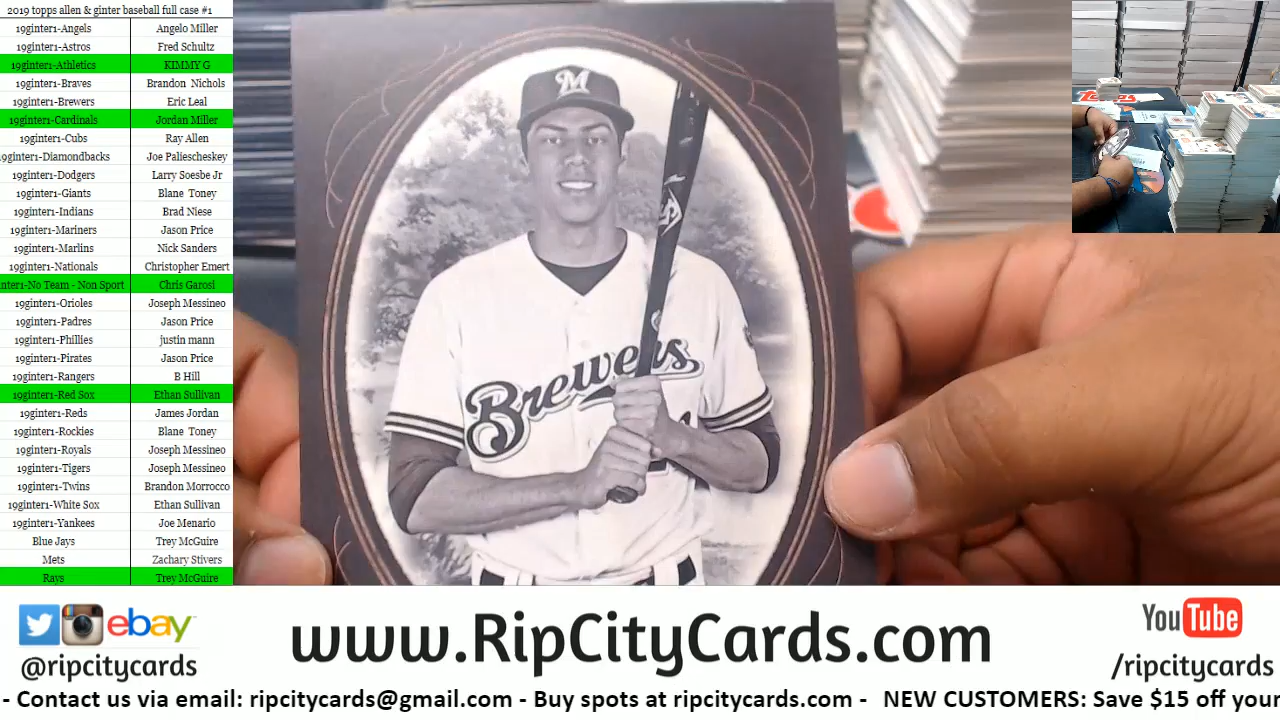 2019 topps allen & ginter baseball full case #1
19ginter1-Angels Angelo Miller
19ginter1-Astros Fred Schultz
19ginter1-Athletics KIMMY G
19ginter1-Braves Brandon Nichols
19ginter1-Brewers Eric Leal
19ginter1-Cardinals Jordan Miller
19ginter1-Cubs Ray Allen
9ginter1-Diamondbacks Joe Paliescheskey
19ginter1-Dodgers Larry Soesbe Jr
19ginter1-Giants Blane Toney
19ginter1-Indians Brad Niese
19ginter1-Mariners Jason Price
19ginter1-Marlins Nick Sanders
19ginter1-Nationals Christopher Emert
nter1-No Team - Non Sport Chris Garosi
19ginter1-Orioles Joseph Messineo
19ginter1-Padres Jason Price
19ginter1-Phillies justin mann
19ginter1-Pirates Jason Price
19ginter1-Rangers B Hill
19ginter1-Red Sox Ethan Sullivan
19ginter1-Reds James Jordan
19ginter1-Rockies Blane Toney
19ginter1-Royals Joseph Messineo
19ginter1-Tigers Joseph Messineo
19ginter1-Twins Brandon Morrocco
19ginter1-White Sox Ethan Sullivan
19ginter1-Yankees Joe Menario
Blue Jays Trey McGuire
Mets Zachary Stivers
Rays Trey McGuire
M
Brewers
ebay
@ripcitycards
www.RipCityCards.com
YouTube
/ripcitycards
- Contact us via email: ripcitycards@gmail.com - Buy spots at ripcitycards.com - NEW CUSTOMERS: Save $15 off your